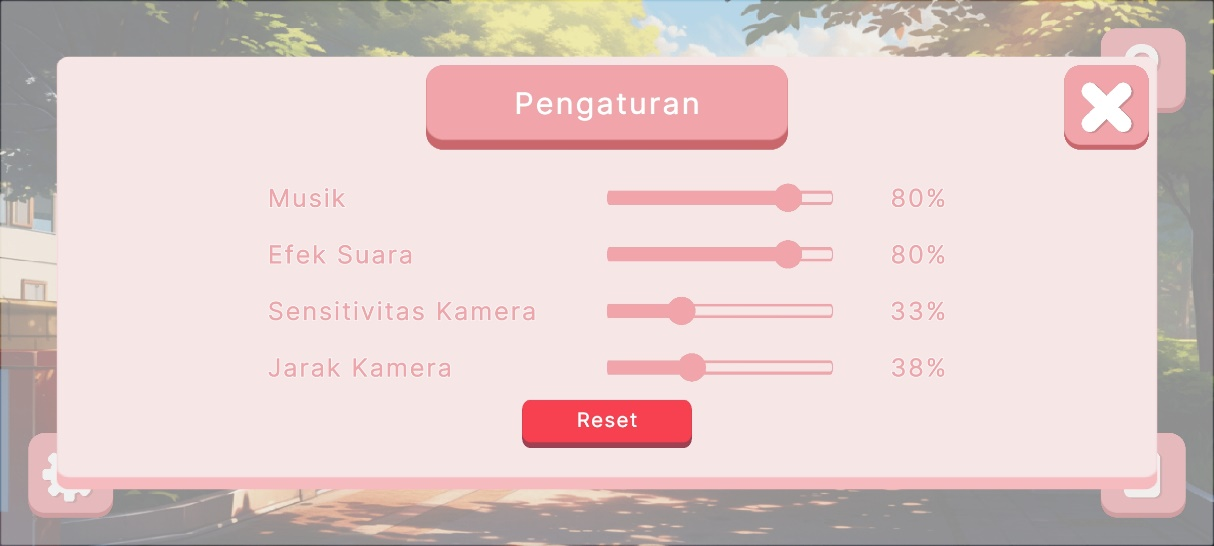 Pengaturan
Musik 80%
Efek Suara 80%
Sensitivitas Kamera 33%
Jarak Kamera 38%
Reset